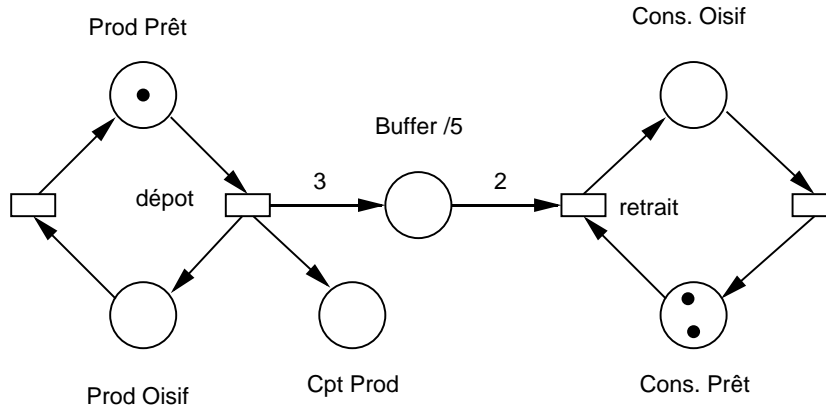 Prod Prêt
Cons. Oisif
Buffer /5
dépot
3
2
retrait
Prod Oisif
Cpt Prod
Cons. Prêt